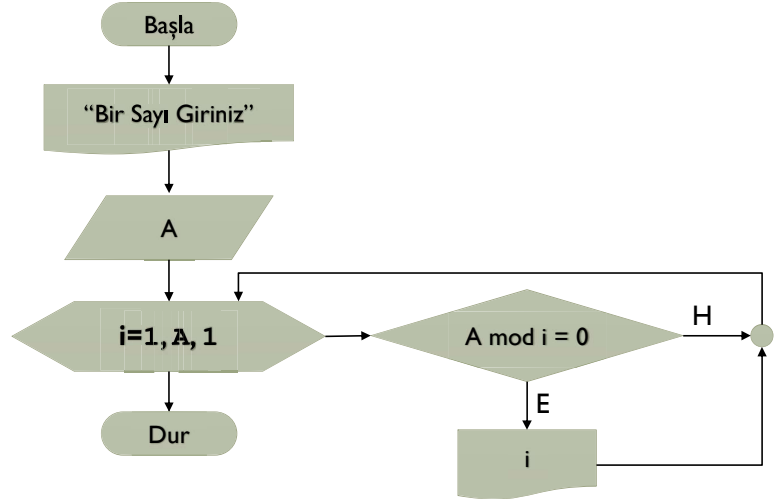 Başla
“Bir Sayı Giriniz”
A
i=1, A, 1
A mod i = 0
H
E
Dur
i